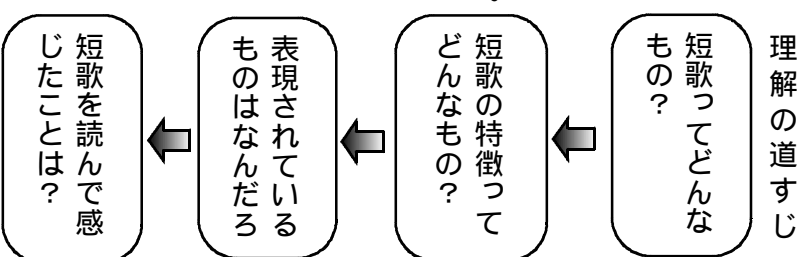 理解の道すじ
短歌ってどんな
もの？
短歌の特徴って
どんなもの？
表現されている
ものはなんだろ
短歌を読んで感
じたことは？